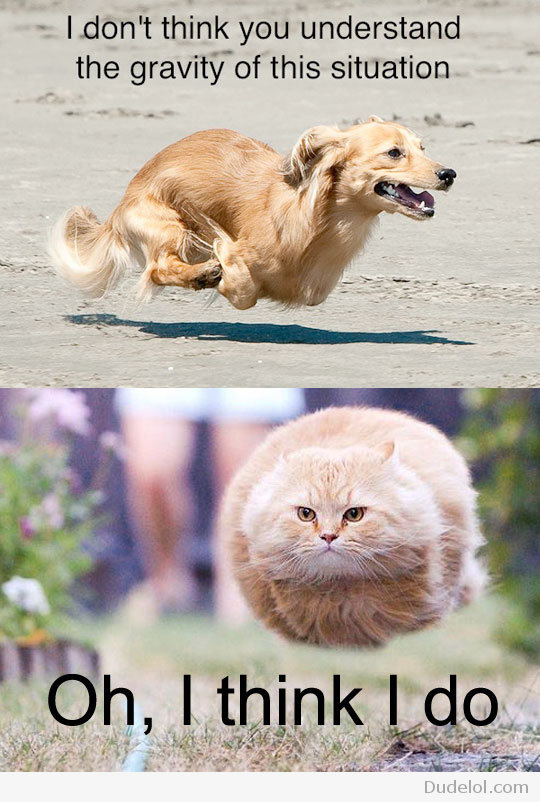 I don't think you understand
the gravity of this situation
Oh, I think I do
Dudelol.com